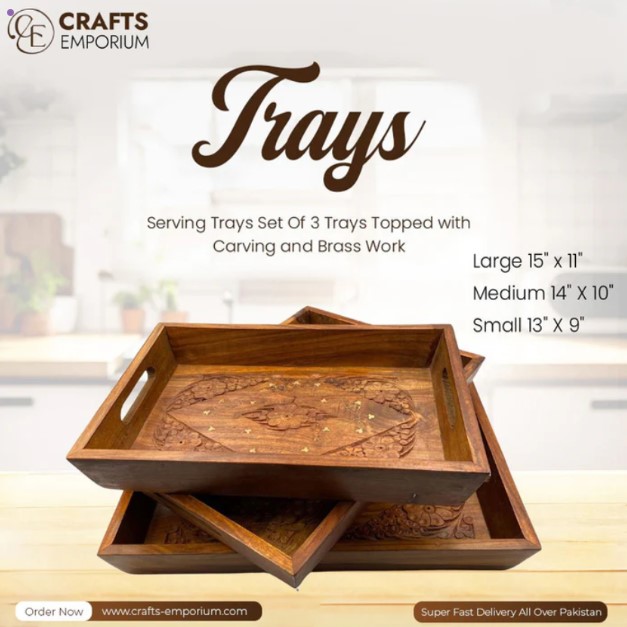 CE
CRAFTS
EMPORIUM
Trays
Serving Trays Set Of 3 Trays Topped with
Carving and Brass Work
Large 15" x 11"
Medium 14" X 10"
Small 13" X 9"
Order Now www.crafts-emporium.com
Super Fast Delivery All Over Pakistan